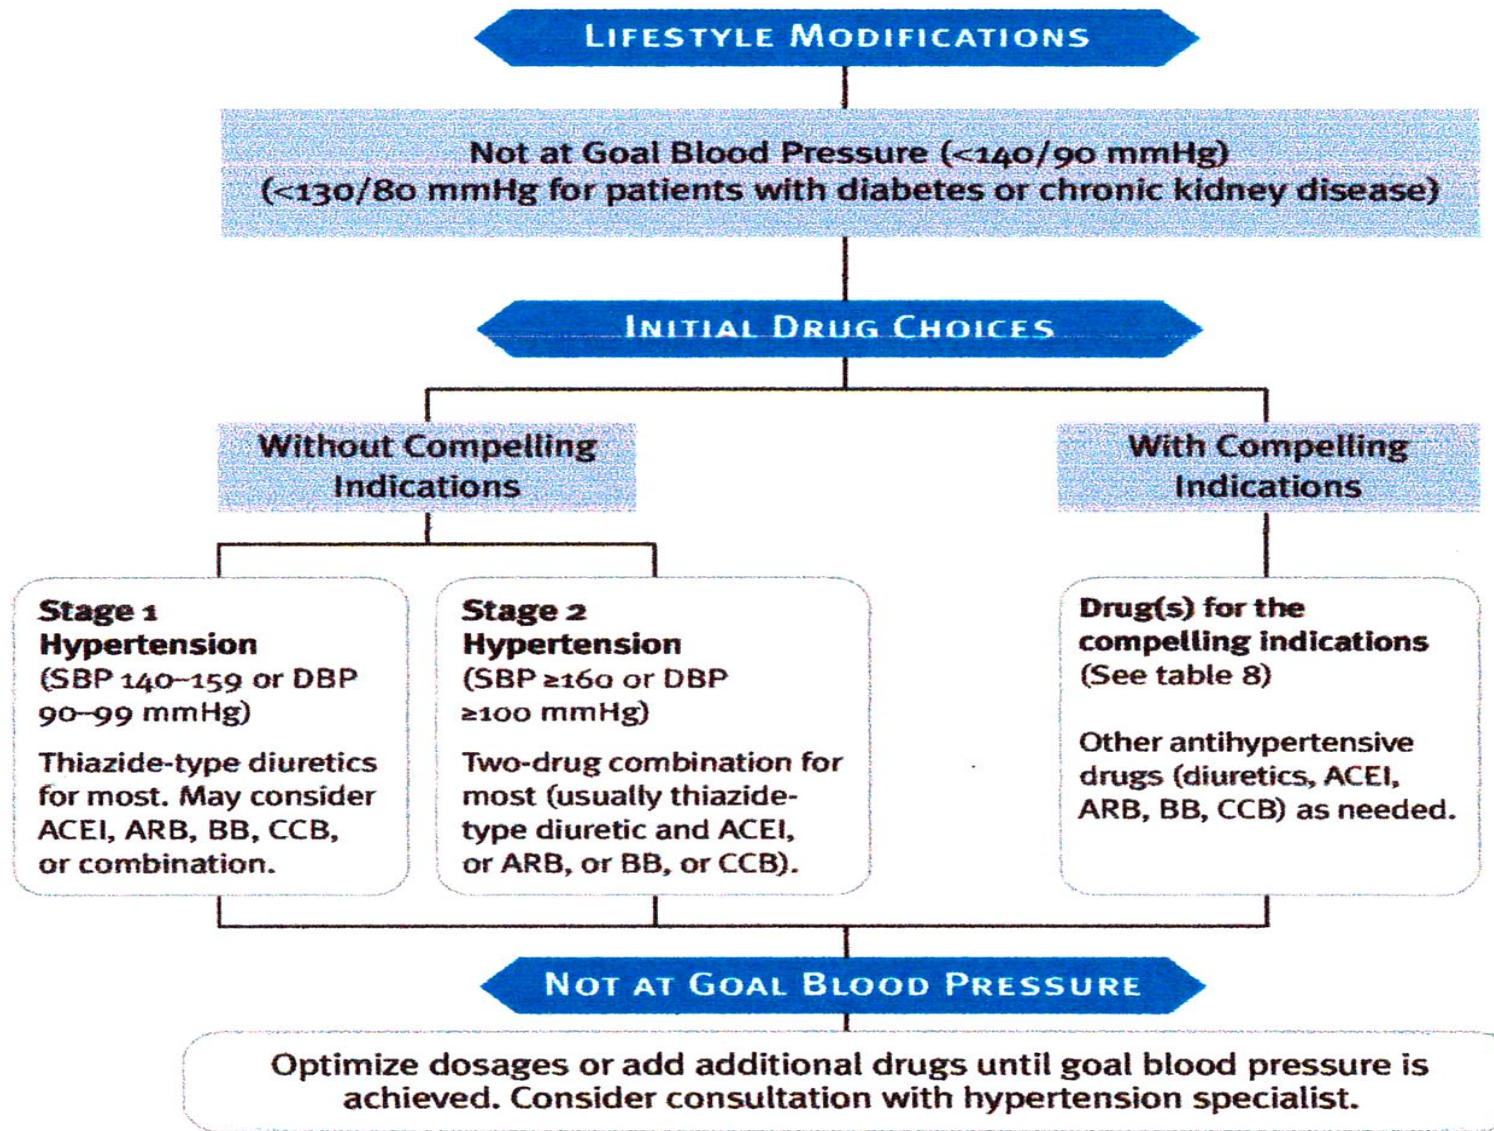 LIFESTYLE MODIFICATIONS
Not at Goal Blood Pressure (<140/90 mmHg)
(<130/80 mmHg for patients with diabetes or chronic kidney disease)
INITIAL DRUG CHOICES
Without Compelling
Indications
With Compelling
Indications
Stage 1
Hypertension
(SBP 140–159 or DBP
90–99 mmHg)
Thiazide-type diuretics
for most. May consider
ACEI, ARB, BB, CCB,
or combination.
Stage 2
Hypertension
(SBP ≥160 or DBP
≥100 mmHg)
Two-drug combination for
most (usually thiazide-
type diuretic and ACEI,
or ARB, or BB, or CCB).
Drug(s) for the
compelling indications
(See table 8)
Other antihypertensive
drugs (diuretics, ACEI,
ARB, BB, CCB) as needed.
NOT AT GOAL BLOOD PRESSURE
Optimize dosages or add additional drugs until goal blood pressure is
achieved. Consider consultation with hypertension specialist.